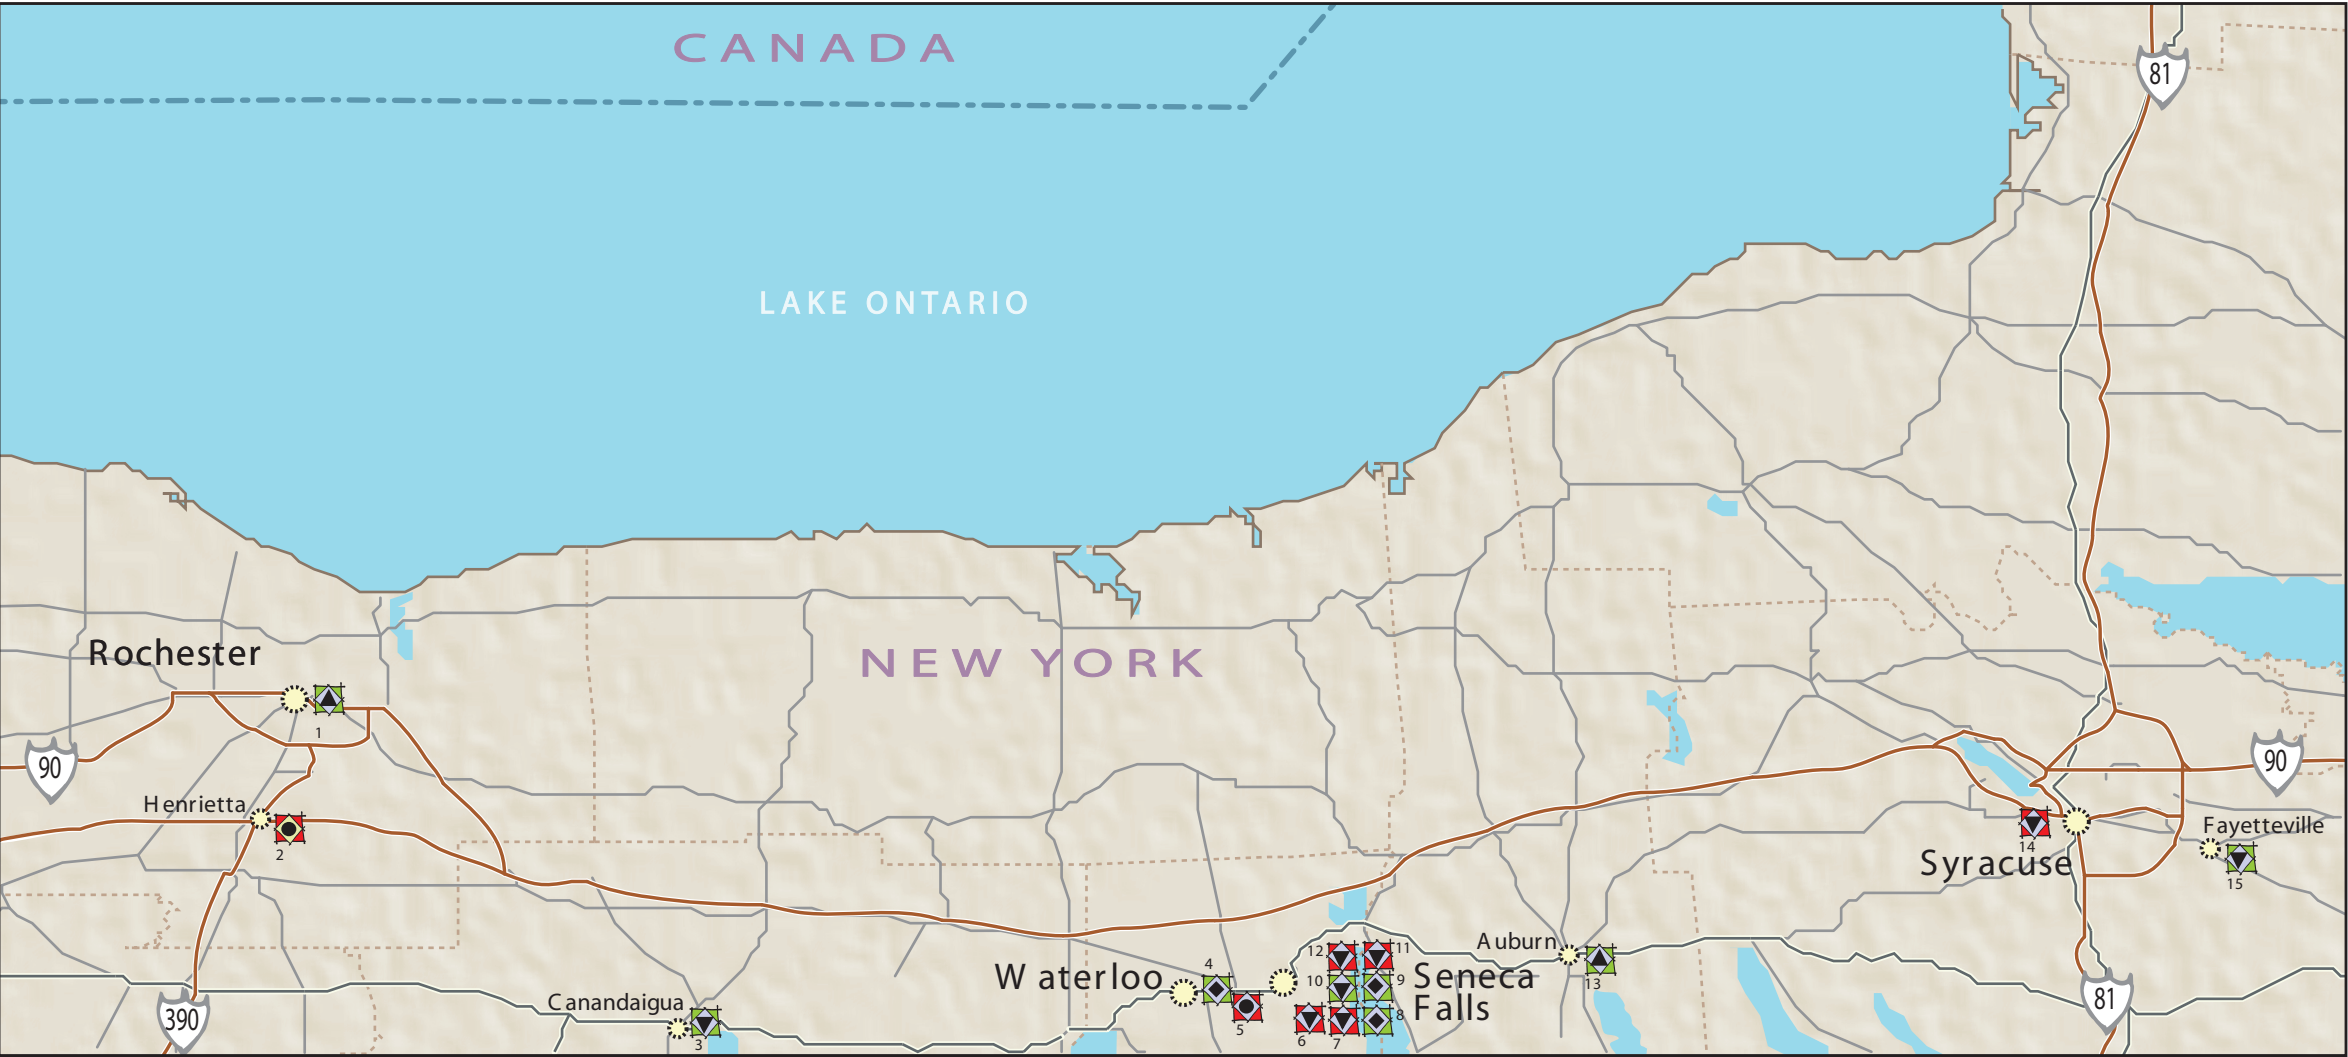 CANADA
81
LAKE ONTARIO
Rochester
NEW YORK
1
90
90
Henrietta
2
14
Fayetteville
Syracuse
15
Auburn
12
11
4
Waterloo
10
9
Seneca
Falls
13
Canandaigua
3
5
6
7
8
390
81